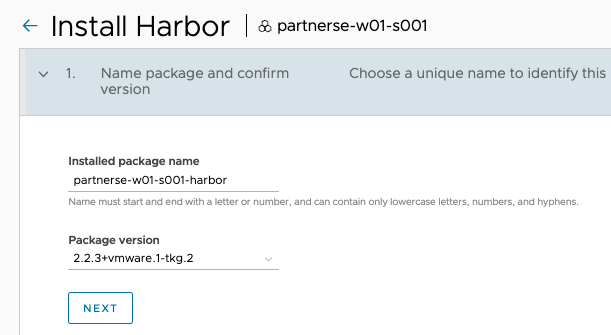 Install Harbor
partnerse-w01-s001
1. Name package and confirm version
Choose a unique name to identify this
Installed package name
partnerse-w01-s001-harbor
Name must start and end with a letter or number, and can contain only lowercase letters, numbers, and hyphens.
Package version
2.2.3+vmware.1-tkg.2
NEXT